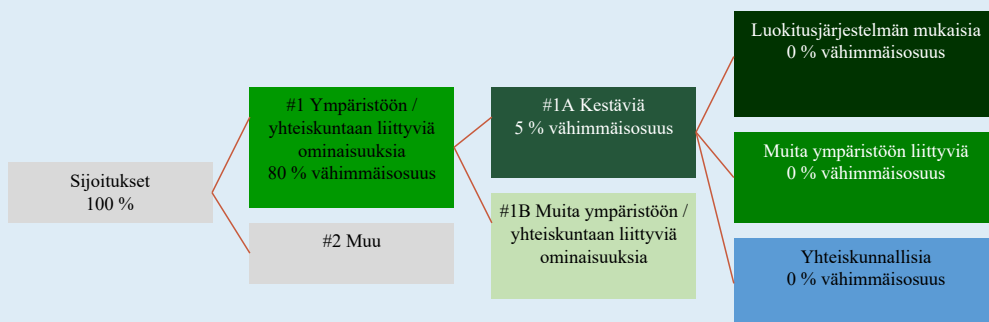 Sijoitukset
100 %
#1 Ympäristöön /
yhteiskuntaan liittyviä
ominaisuuksia
80 % vähimmäisosuus
#2 Muu
#1A Kestäviä
5 % vähimmäisosuus
#1B Muita ympäristöön /
yhteiskuntaan liittyviä
ominaisuuksia
Luokitusjärjestelmän mukaisia
0 % vähimmäisosuus
Muita ympäristöön liittyviä
0 % vähimmäisosuus
Yhteiskunnallisia
0 % vähimmäisosuus